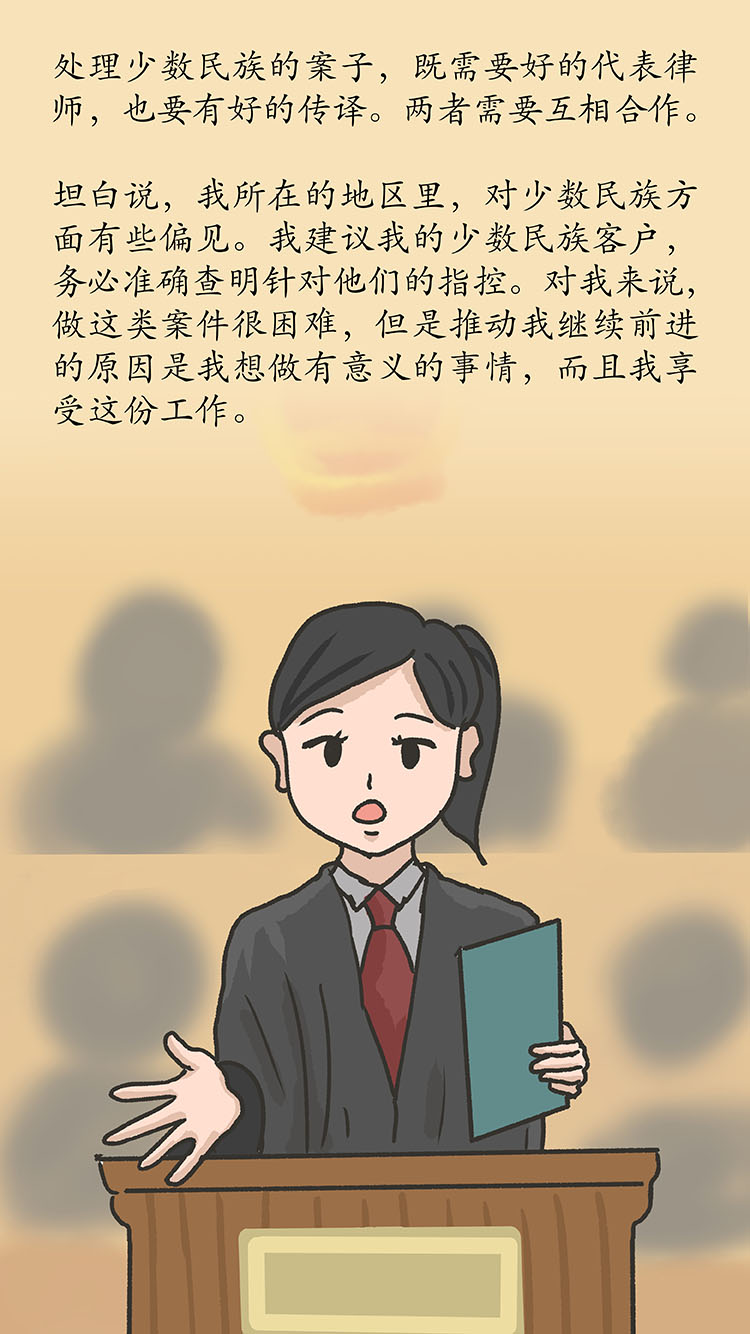 处理少数民族的案子，既需要好的代表律
师，也要有好的传译。两者需要互相合作。
坦白说，我所在的地区里，对少数民族方
面有些偏见。我建议我的少数民族客户，
务必准确查明针对他们的指控。对我来说，
做这类案件很困难，但是推动我继续前进
的原因是我想做有意义的事情，而且我享
受这份工作。